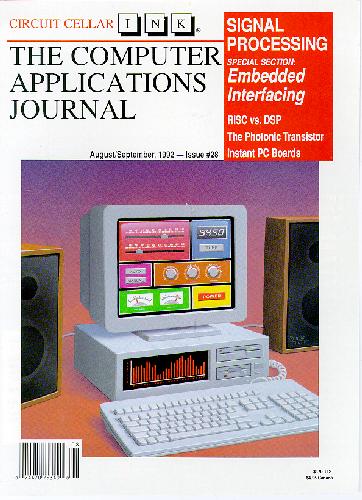 CIRCUIT CELLAR INK®
THE COMPUTER
APPLICATIONS
JOURNAL
SIGNAL
PROCESSING
SPECIAL SECTION:
Embedded
Interfacing
RISC vs. DSP
The Photonic Transistor
Instant PC Boards
August/September, 1992 — Issue #28
POWER